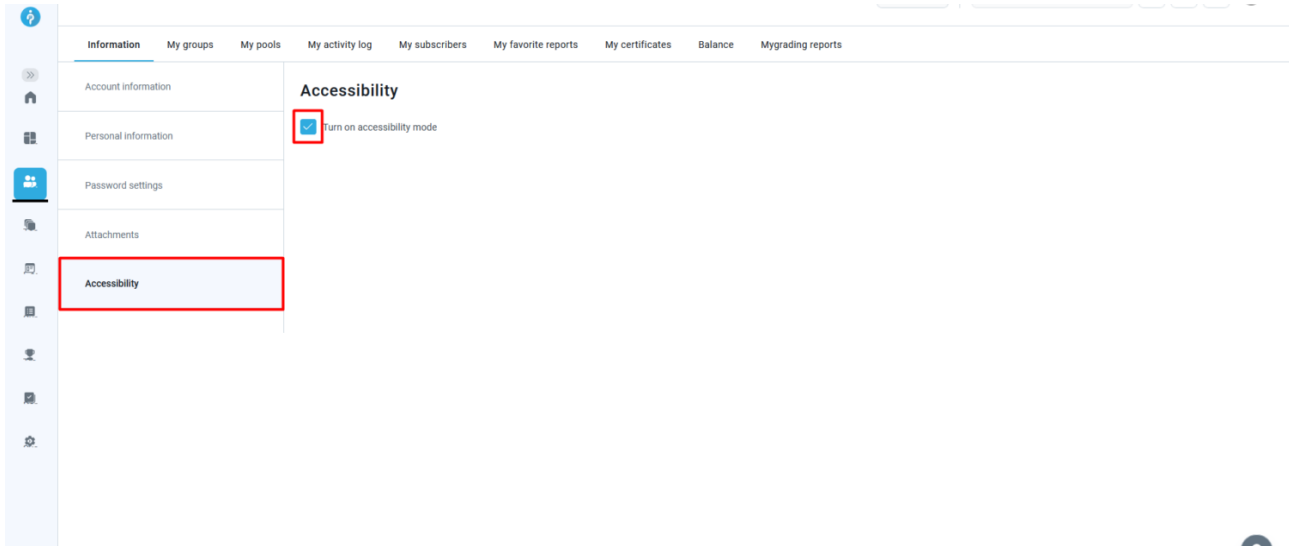 Information My groups My pools My activity log My subscribers My favorite reports My certificates Balance Mygrading reports
Account information
Personal information
Password settings
Attachments
Accessibility
Accessibility
Turn on accessibility mode